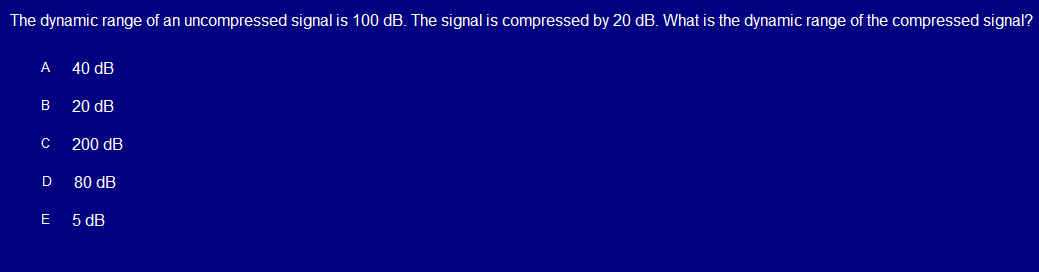 The dynamic range of an uncompressed signal is 100 dB. The signal is compressed by 20 dB. What is the dynamic range of the compressed signal?
A 40 dB
B 20 dB
C 200 dB
D 80 dB
E 5 dB